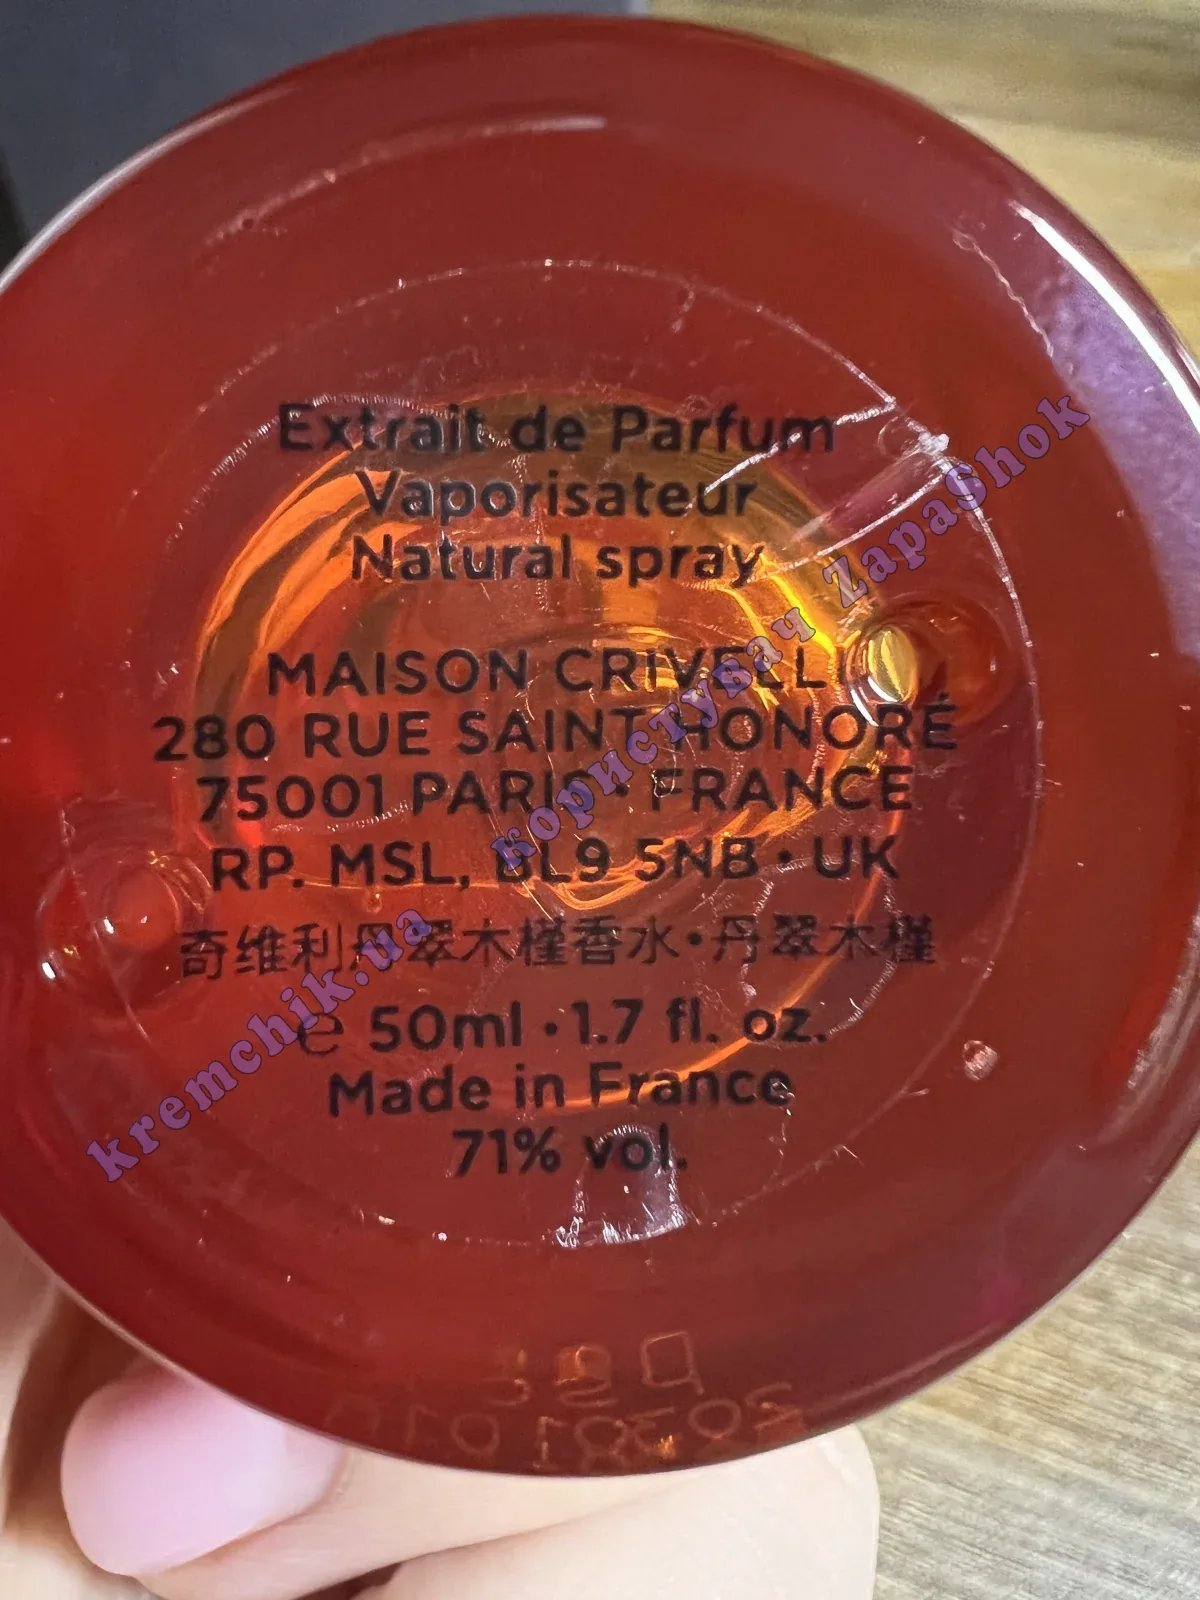 Extrait de Parfum
Vaporisateur
Natural spray
MAISON CRIVELLI
280 RUE SAINT HONORÉ
75001 PARIS • FRANCE
RP. MSL, BL9 5NB • UK
奇维利丹翠木槿香水•丹翠木槿
℮ 50ml • 1.7 fl. oz.
Made in France
71% vol.
kremchik.ua користувач ZapaShok